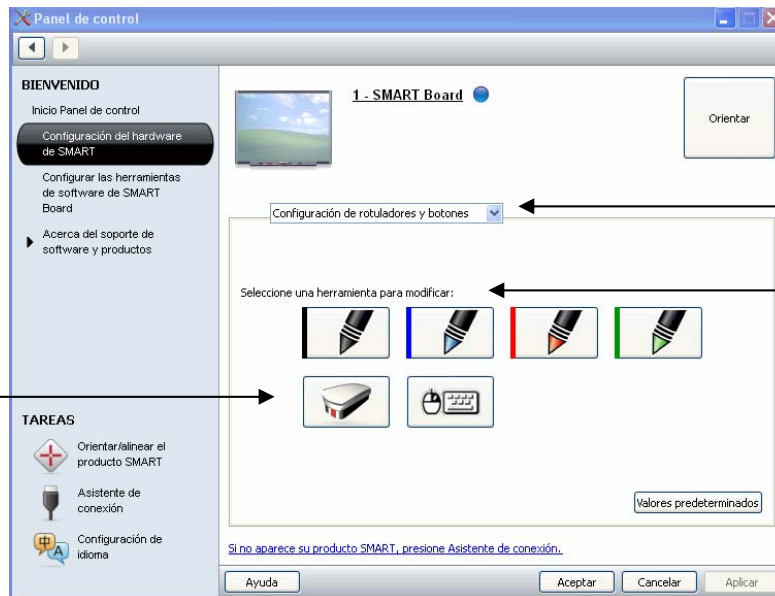 Panel de control
BIENVENIDO
Inicio Panel de control
Configuración del hardware
de SMART
Configurar las herramientas
de software de SMART
Board
Acerca del soporte de
software y productos
TAREAS
Orientar/alinear el
producto SMART
Asistente de
conexión
Configuración de
idioma
1 - SMART Board
Orientar
Configuración de rotuladores y botones
Seleccione una herramienta para modificar:
Valores predeterminados
Si no aparece su producto SMART, presione Asistente de conexión.
Ayuda
Aceptar
Cancelar
Aplicar